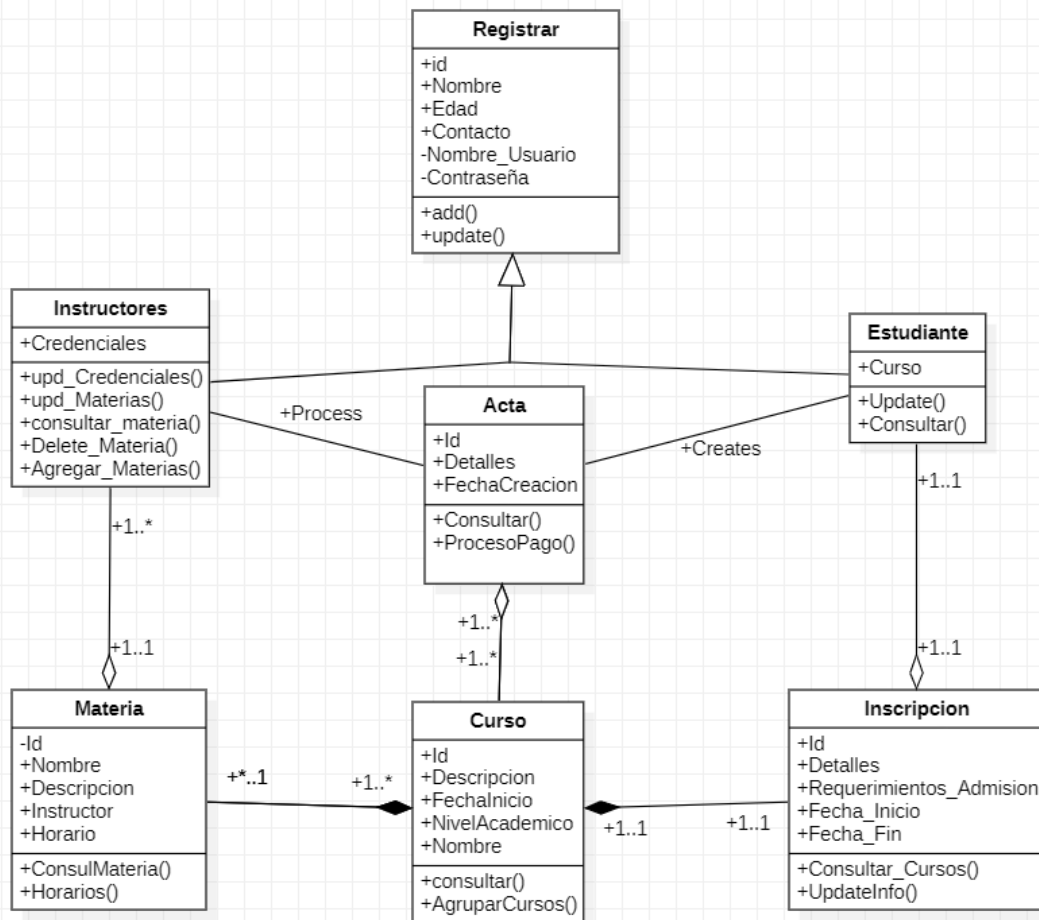 Registrar
+id
+Nombre
+Edad
+Contacto
-Nombre_Usuario
-Contraseña
+add()
+update()
Instructores
+Credenciales
+upd_Credenciales()
+upd_Materias()
+consultar_materia()
+Delete_Materia()
+Agregar_Materias()
+Process
Acta
+Id
+Detalles
+FechaCreacion
+Consultar()
+ProcesoPago()
+Creates
Estudiante
+Curso
+Update()
+Consultar()
+1..*
+1..1
+1..*
+1..*
+1..1
+1..1
Materia
-Id
+Nombre
+Descripcion
+Instructor
+Horario
+ConsulMateria()
+Horarios()
+*..1
+1..*
Curso
+Id
+Descripcion
+FechaInicio
+NivelAcademico
+Nombre
+consultar()
+AgruparCursos()
+1..1
+1..1
Inscripcion
+Id
+Detalles
+Requerimientos_Admision
+Fecha_Inicio
+Fecha_Fin
+Consultar_Cursos()
+UpdateInfo()